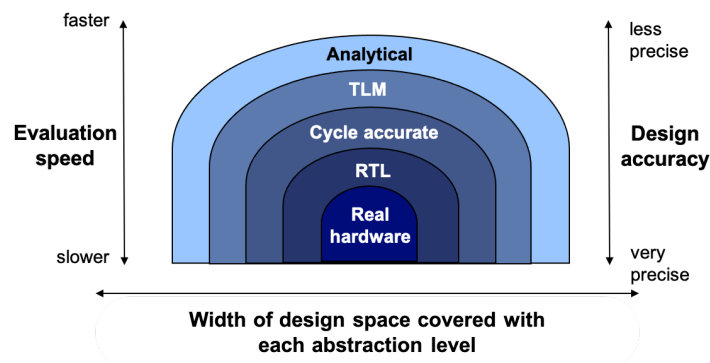 faster
less
precise
Analytical
TLM
Evaluation
speed
Cycle accurate
Design
accuracy
RTL
Real
hardware
slower
very
precise
Width of design space covered with
each abstraction level